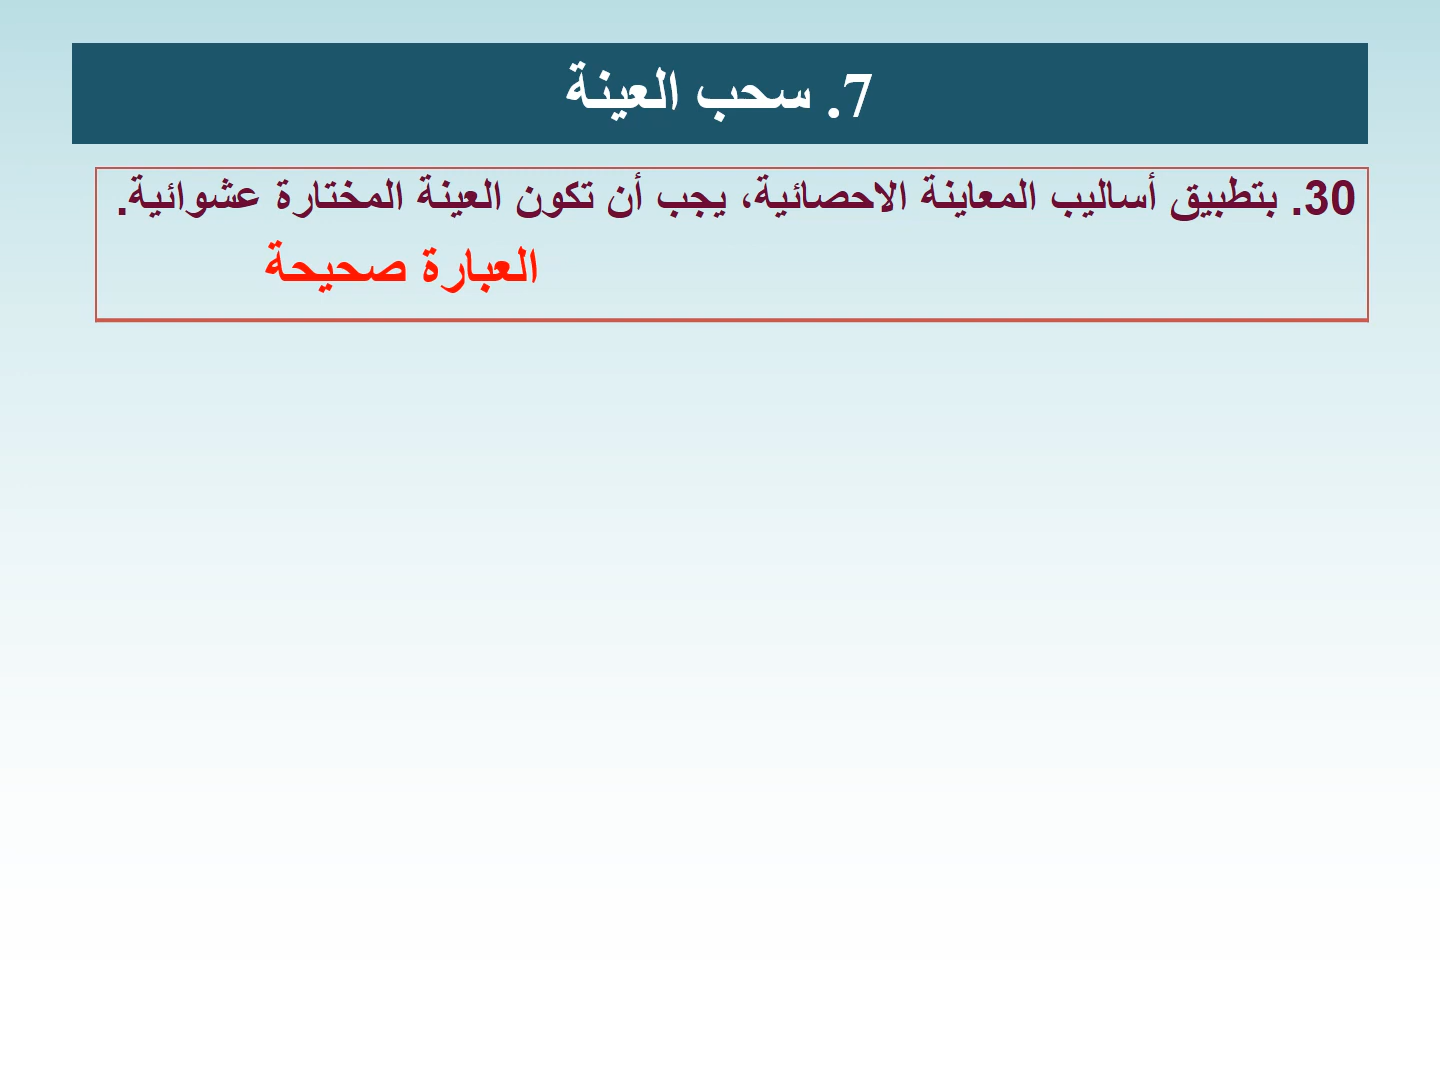 7. سحب العينة
30. بتطبيق أساليب المعاينة الاحصائية، يجب أن تكون العينة المختارة عشوائية.
العبارة صحيحة